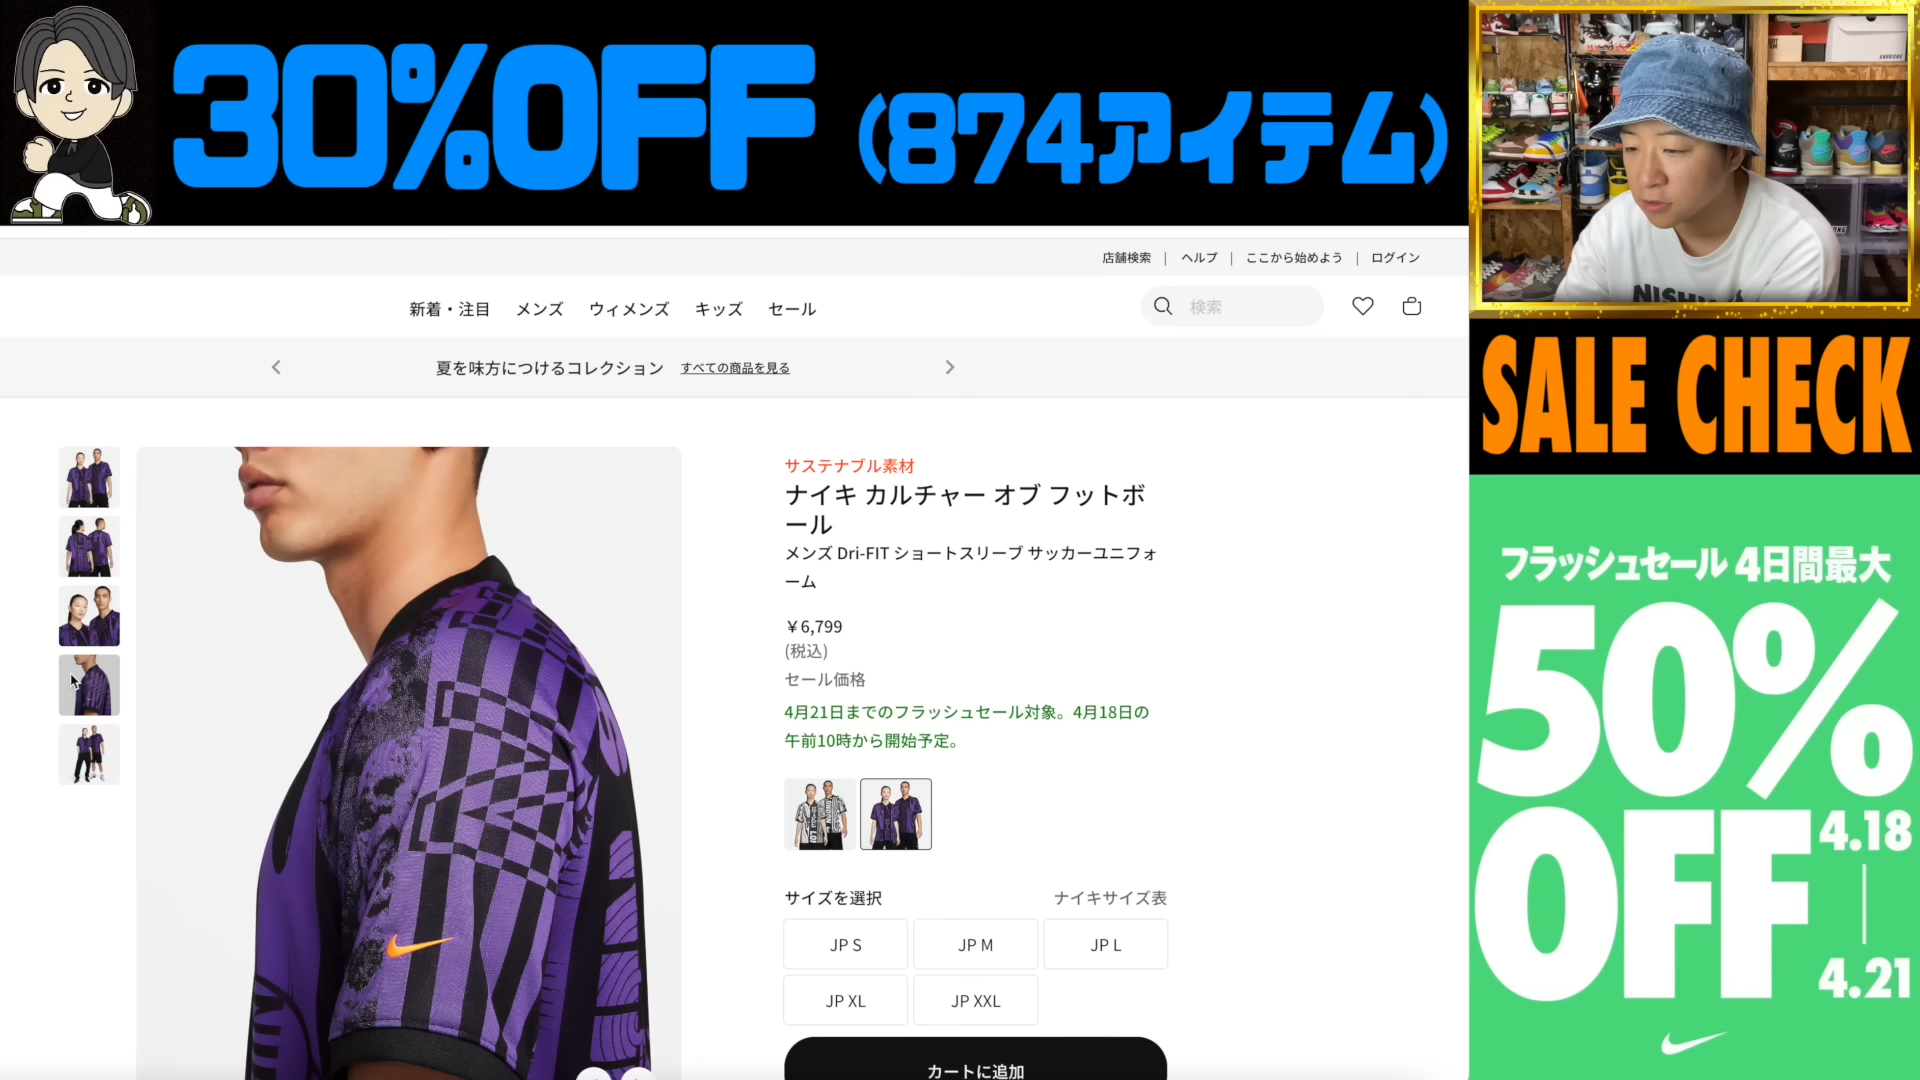 30%OFF (874アイテム)
店舗検索 | ヘルプ | ここから始めよう | ログイン
新着・注目 メンズ ウィメンズ キッズ セール
検索
夏を味方につけるコレクション すべての商品を見る
サステナブル素材
ナイキ カルチャー オブ フットボ
ール
メンズ Dri-FIT ショートスリーブ サッカーユニフォ
ーム
￥6,799
(税込)
セール価格
4月21日までのフラッシュセール対象。4月18日の
午前10時から開始予定。
サイズを選択 ナイキサイズ表
JP S JP M JP L
JP XL JP XXL
カートに追加
SALE CHECK
フラッシュセール 4日間最大
50%
OFF
4.18
4.21